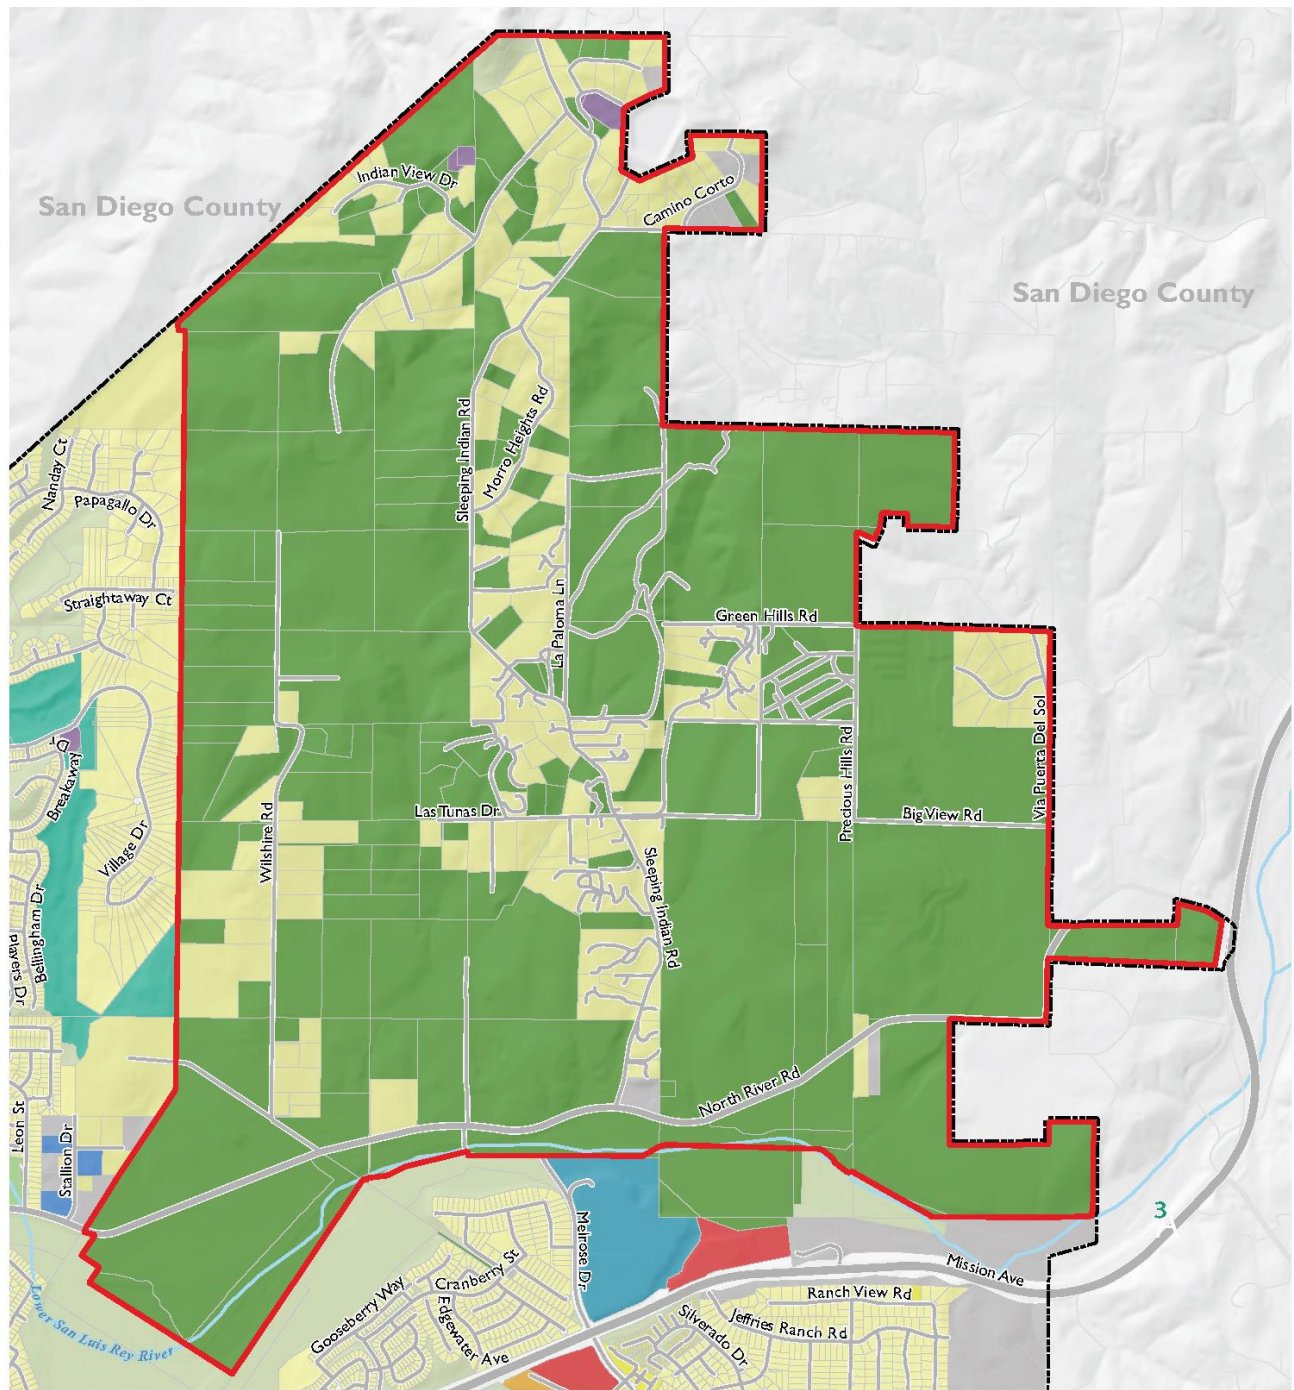 Indian View Dr
San Diego County
Camino Corto
San Diego County
Sleeping Indian Rd
Morro Heights Rd
Nanday Ct
Papagallo Dr
Straightaway Ct
La Paloma Ln
Green Hills Rd
Via Puerta Del Sol
Breakaway Dr
Precious Hills Rd
Las Tunas Dr
Big View Rd
Village Dr
Wilshire Rd
Sleeping Indian Rd
Bellingham Dr
Players Dr
North River Rd
Leon St
Stallion Dr
3
Melrose Dr
Mission Ave
Cranberry St
Gooseberry Way
Edgewater Ave
Ranch View Rd
Jeffries Ranch Rd
Silverado Dr
Lower San Luis Rey River